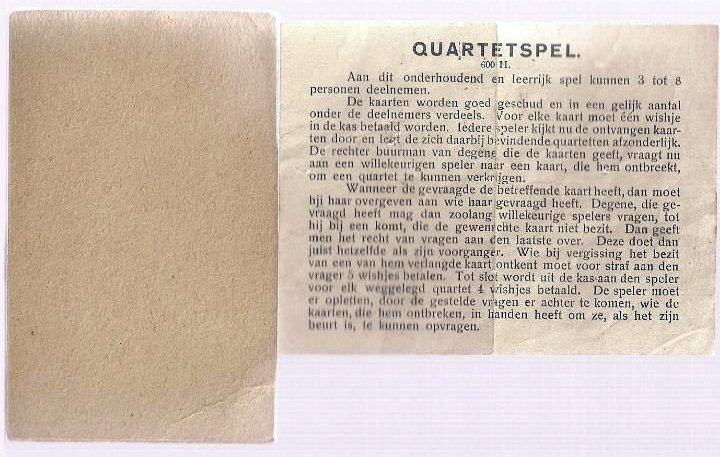 QUARTETSPEL.
600 H.
Aan dit onderhoudend en leerrijk spel kunnen 3 tot 8
personen deelnemen.
De kaarten worden goed geschud en in een gelijk aantal
onder de deelnemers verdeels. Voor elke kaart moet één wishje
in de kas betaald worden. Iedere speler kijkt nu de ontvangen kaar-
ten door en legt de zich daarbij bevindende quartetten afzonderlijk.
De rechter buurman van degene die de kaarten geeft, vraagt nu
aan een willekeurigen speler naar een kaart, die hem ontbreekt,
om een quartet te kunnen verkrijgen.
Wanneer de gevraagde de betreffende kaart heeft, dan moet
hji haar overgeven aan wie haar gevraagd heeft. Degene, die ge-
vraagd heeft mag dan zoolang willekeurige spelers vragen, tot
hij bij een komt, die de gewenschte kaart niet bezit. Dan geeft
men het recht van vragen aan den laatste over. Deze doet dan
juist hetzelfde als zijn voorganger. Wie bij vergissing het bezit
van een van hem verlangde kaart ontkent moet voor straf aan den
vrager 5 wishjes betalen. Tot slot wordt uit de kas aan den speler
voor elk weggelegd quartet 4 wishjes betaald. De speler moet
er opletten, door de gestelde vragen er achter te komen, wie de
kaarten, die hem ontbreken, in handen heeft om ze, als het zijn
beurt is, te kunnen opvragen.